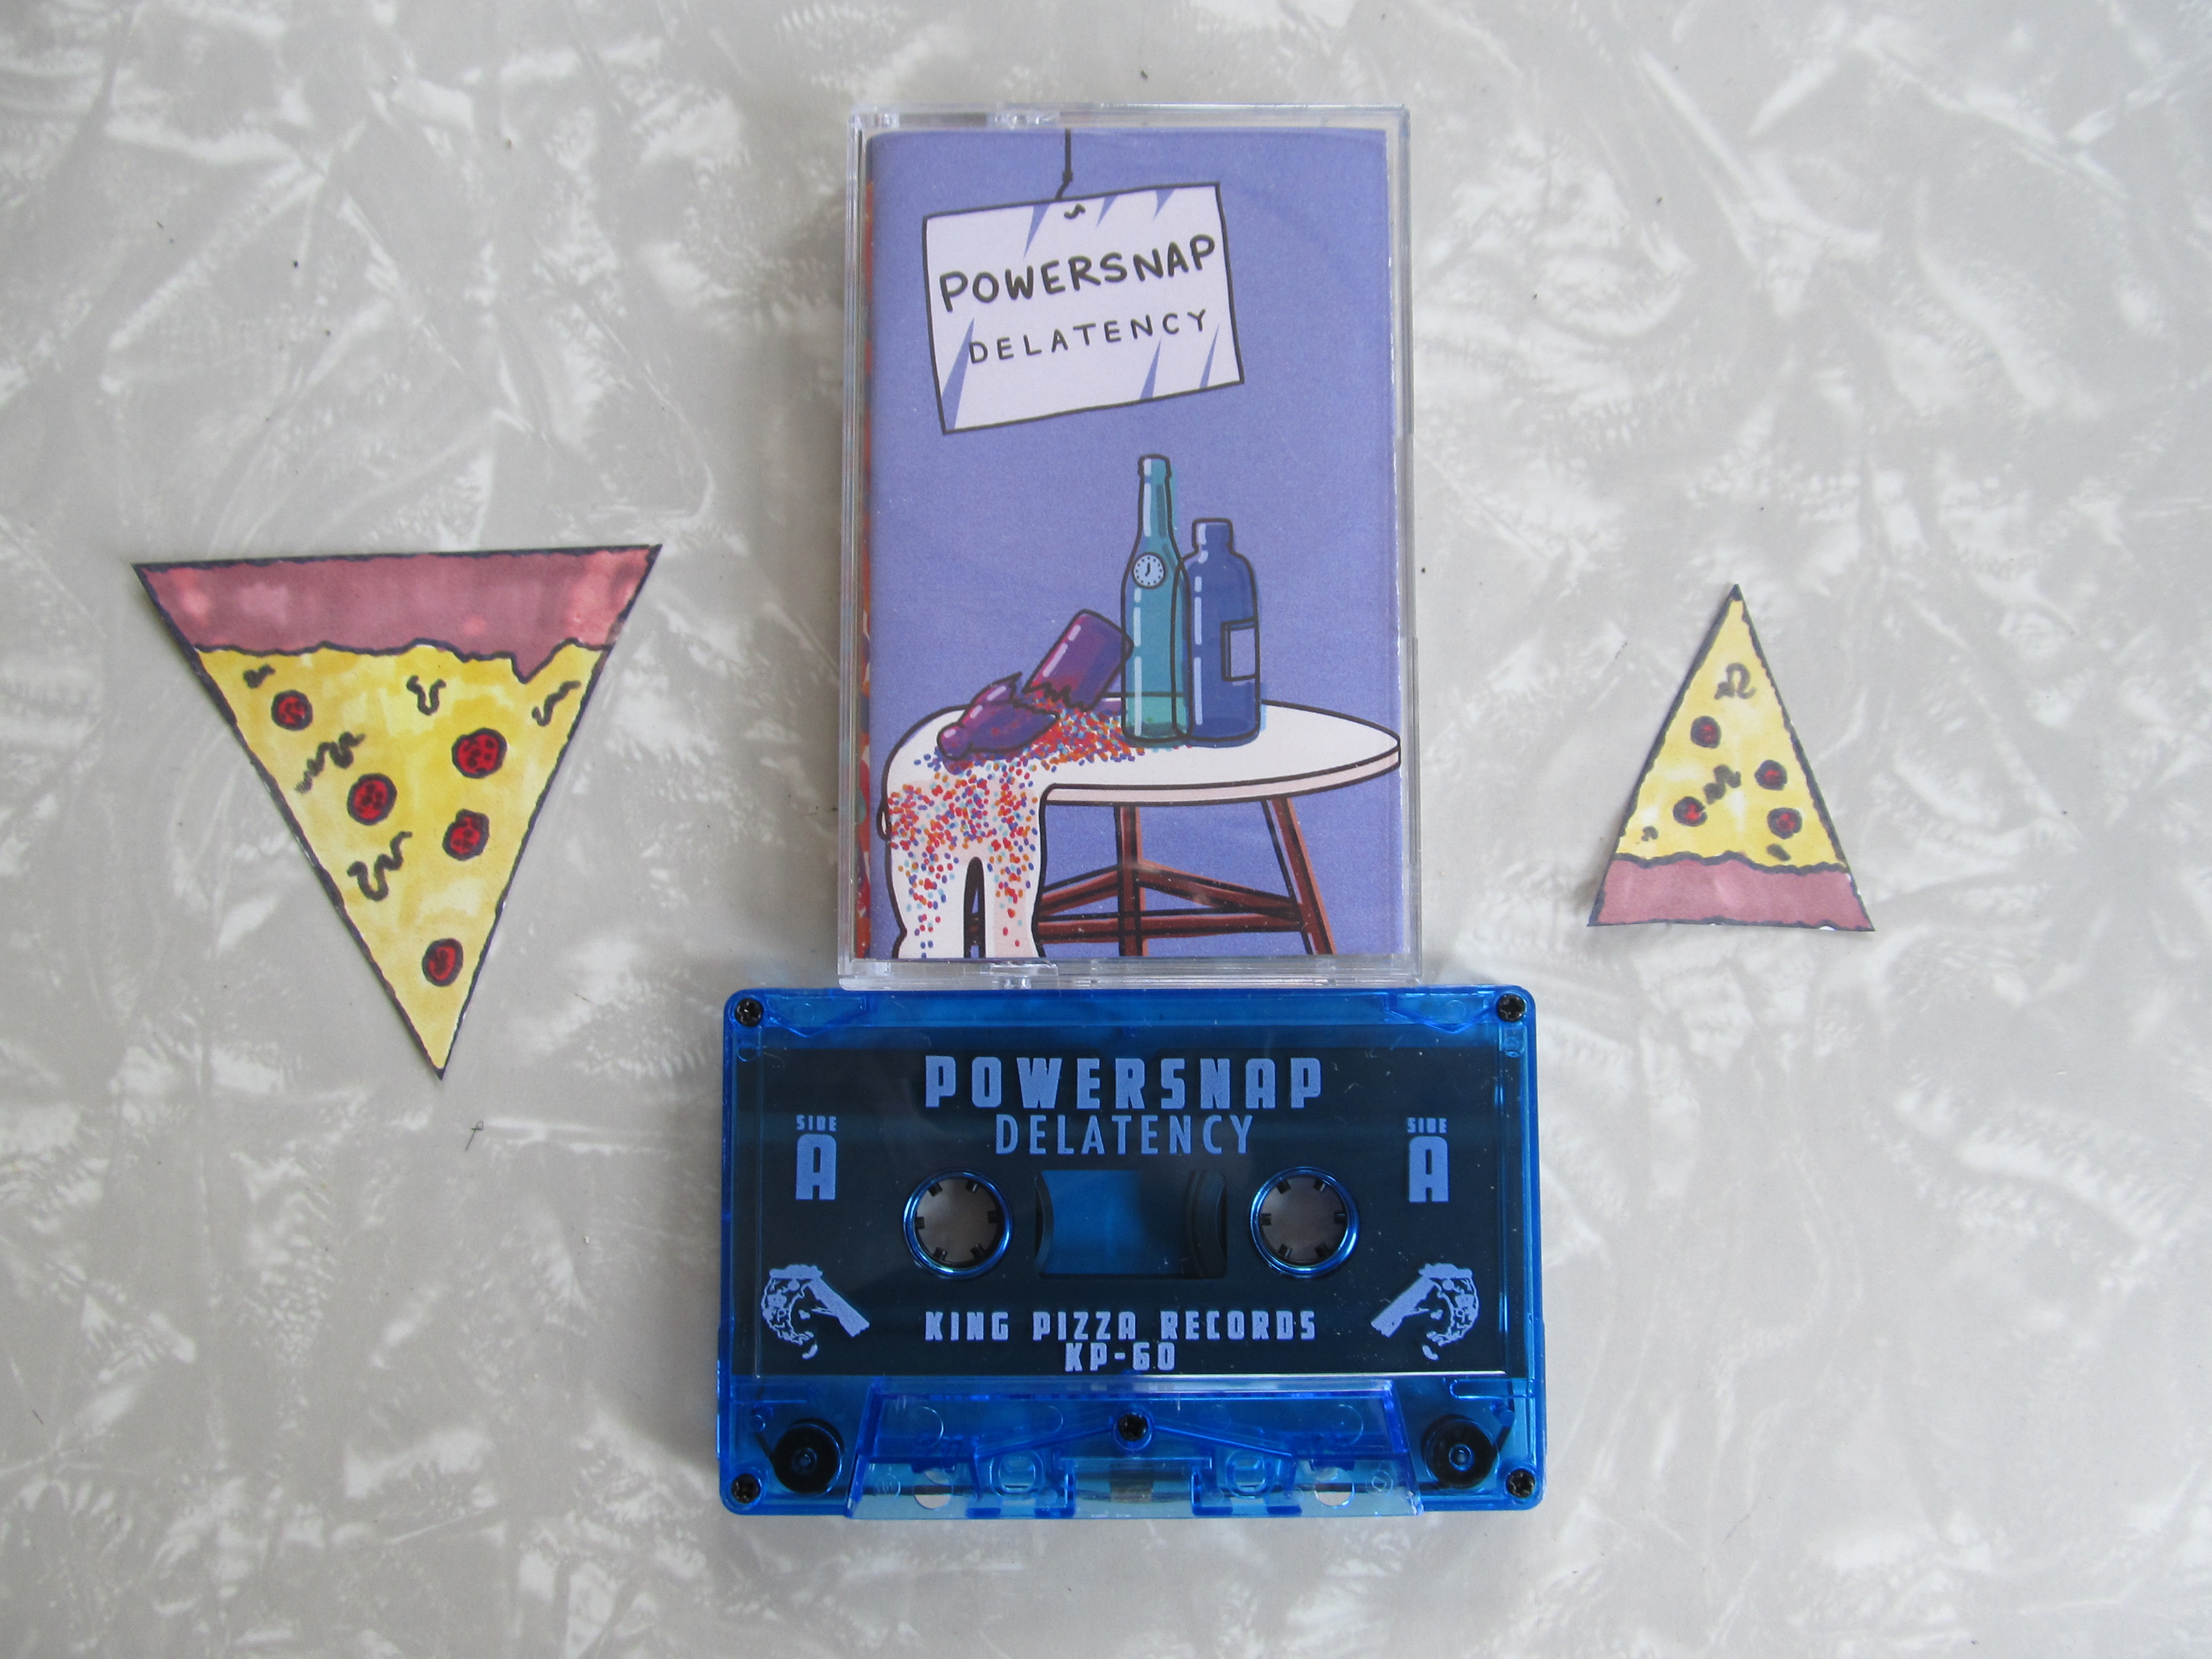 POWERSNAP
DELATENCY
POWERSNAP
DELATENCY
SIDE A
SIDE A
KING PIZZA RECORDS
KP-60